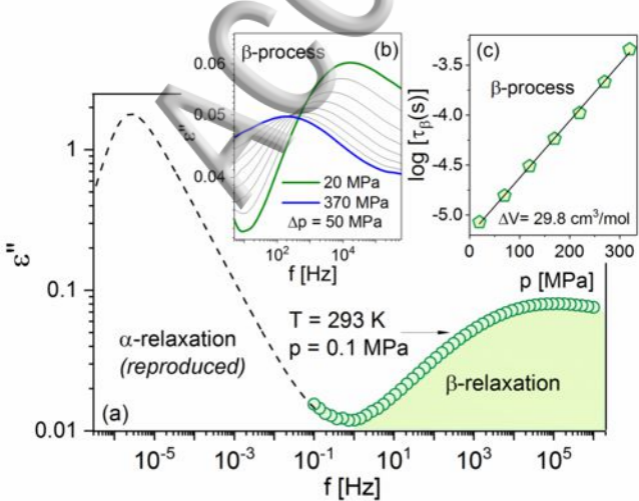 ACC
β-process
(b)
0.06
0.05
0.04
ε''
20 MPa
370 MPa
Δp = 50 MPa
10² 10⁴
f [Hz]
(c)
-3.5
-4.0
-4.5
-5.0
log [τβ(s)]
β-process
ΔV= 29.8 cm³/mol
0 100 200 300
p [MPa]
1
0.1
0.01
ε''
T = 293 K
p = 0.1 MPa
α-relaxation
(reproduced)
β-relaxation
(a)
10⁻⁵ 10⁻³ 10⁻¹ 10¹ 10³ 10⁵
f [Hz]